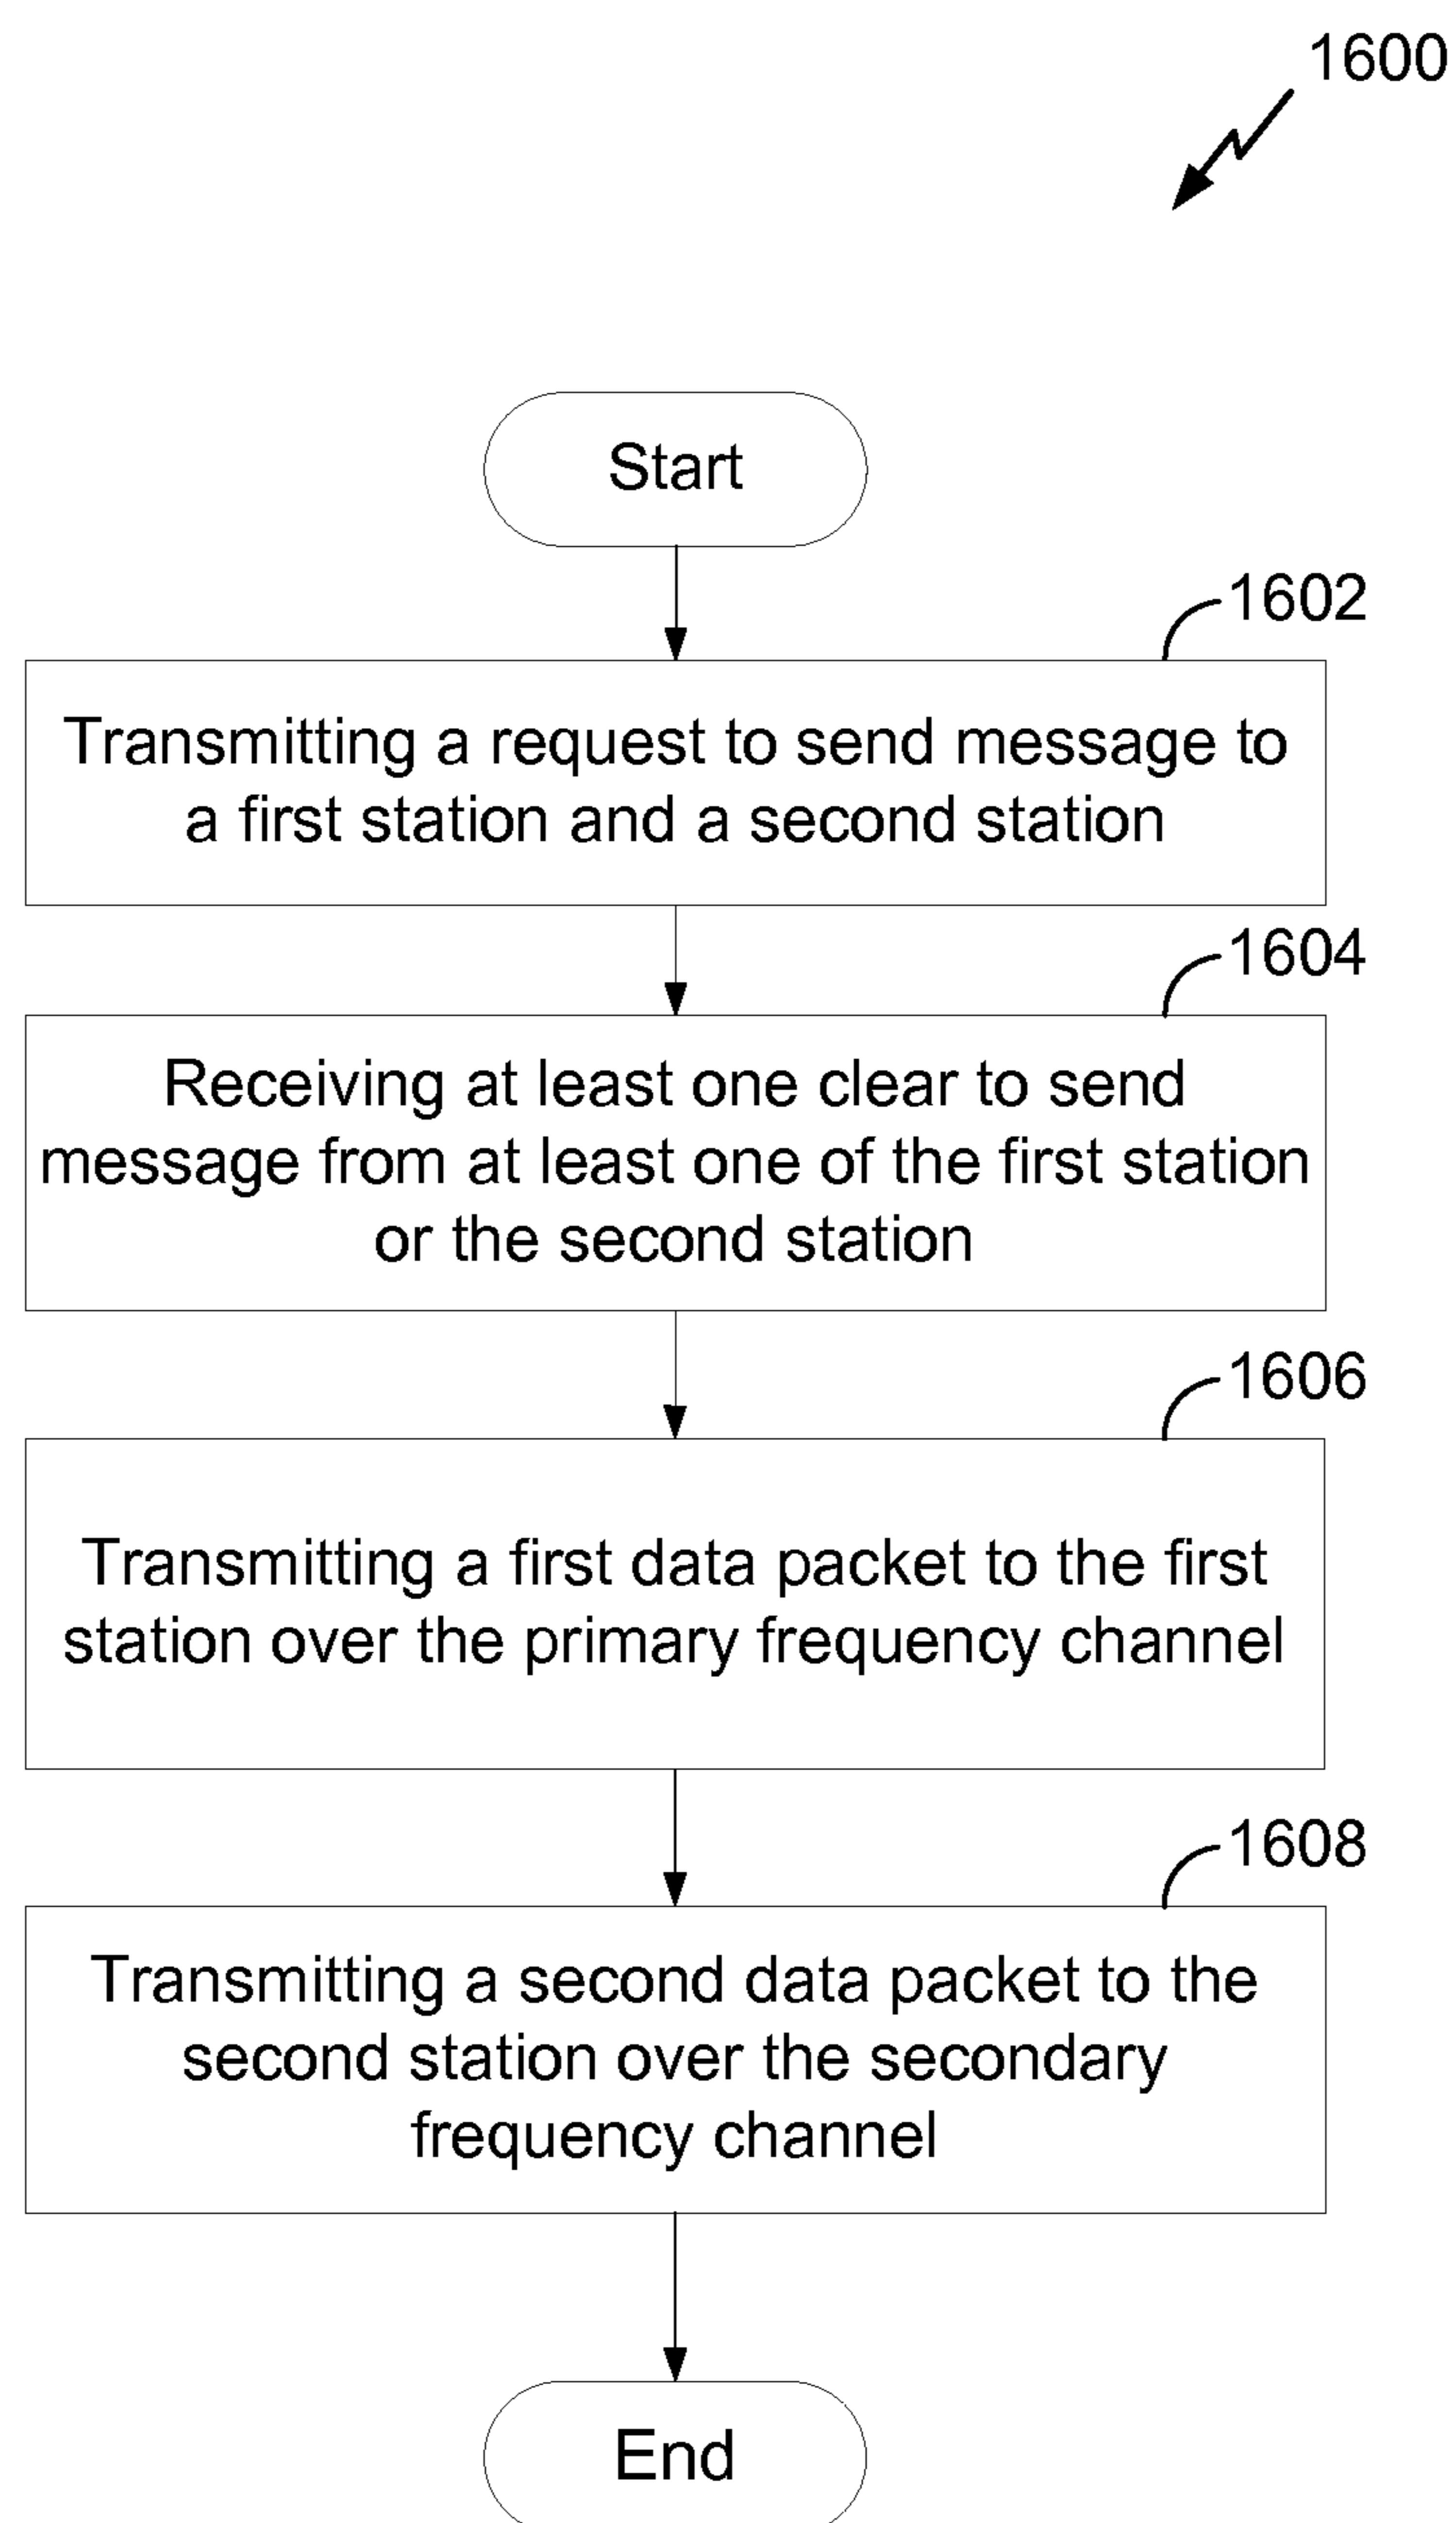 1600
Start
1602
Transmitting a request to send message to
a first station and a second station
1604
Receiving at least one clear to send
message from at least one of the first station
or the second station
1606
Transmitting a first data packet to the first
station over the primary frequency channel
1608
Transmitting a second data packet to the
second station over the secondary
frequency channel
End